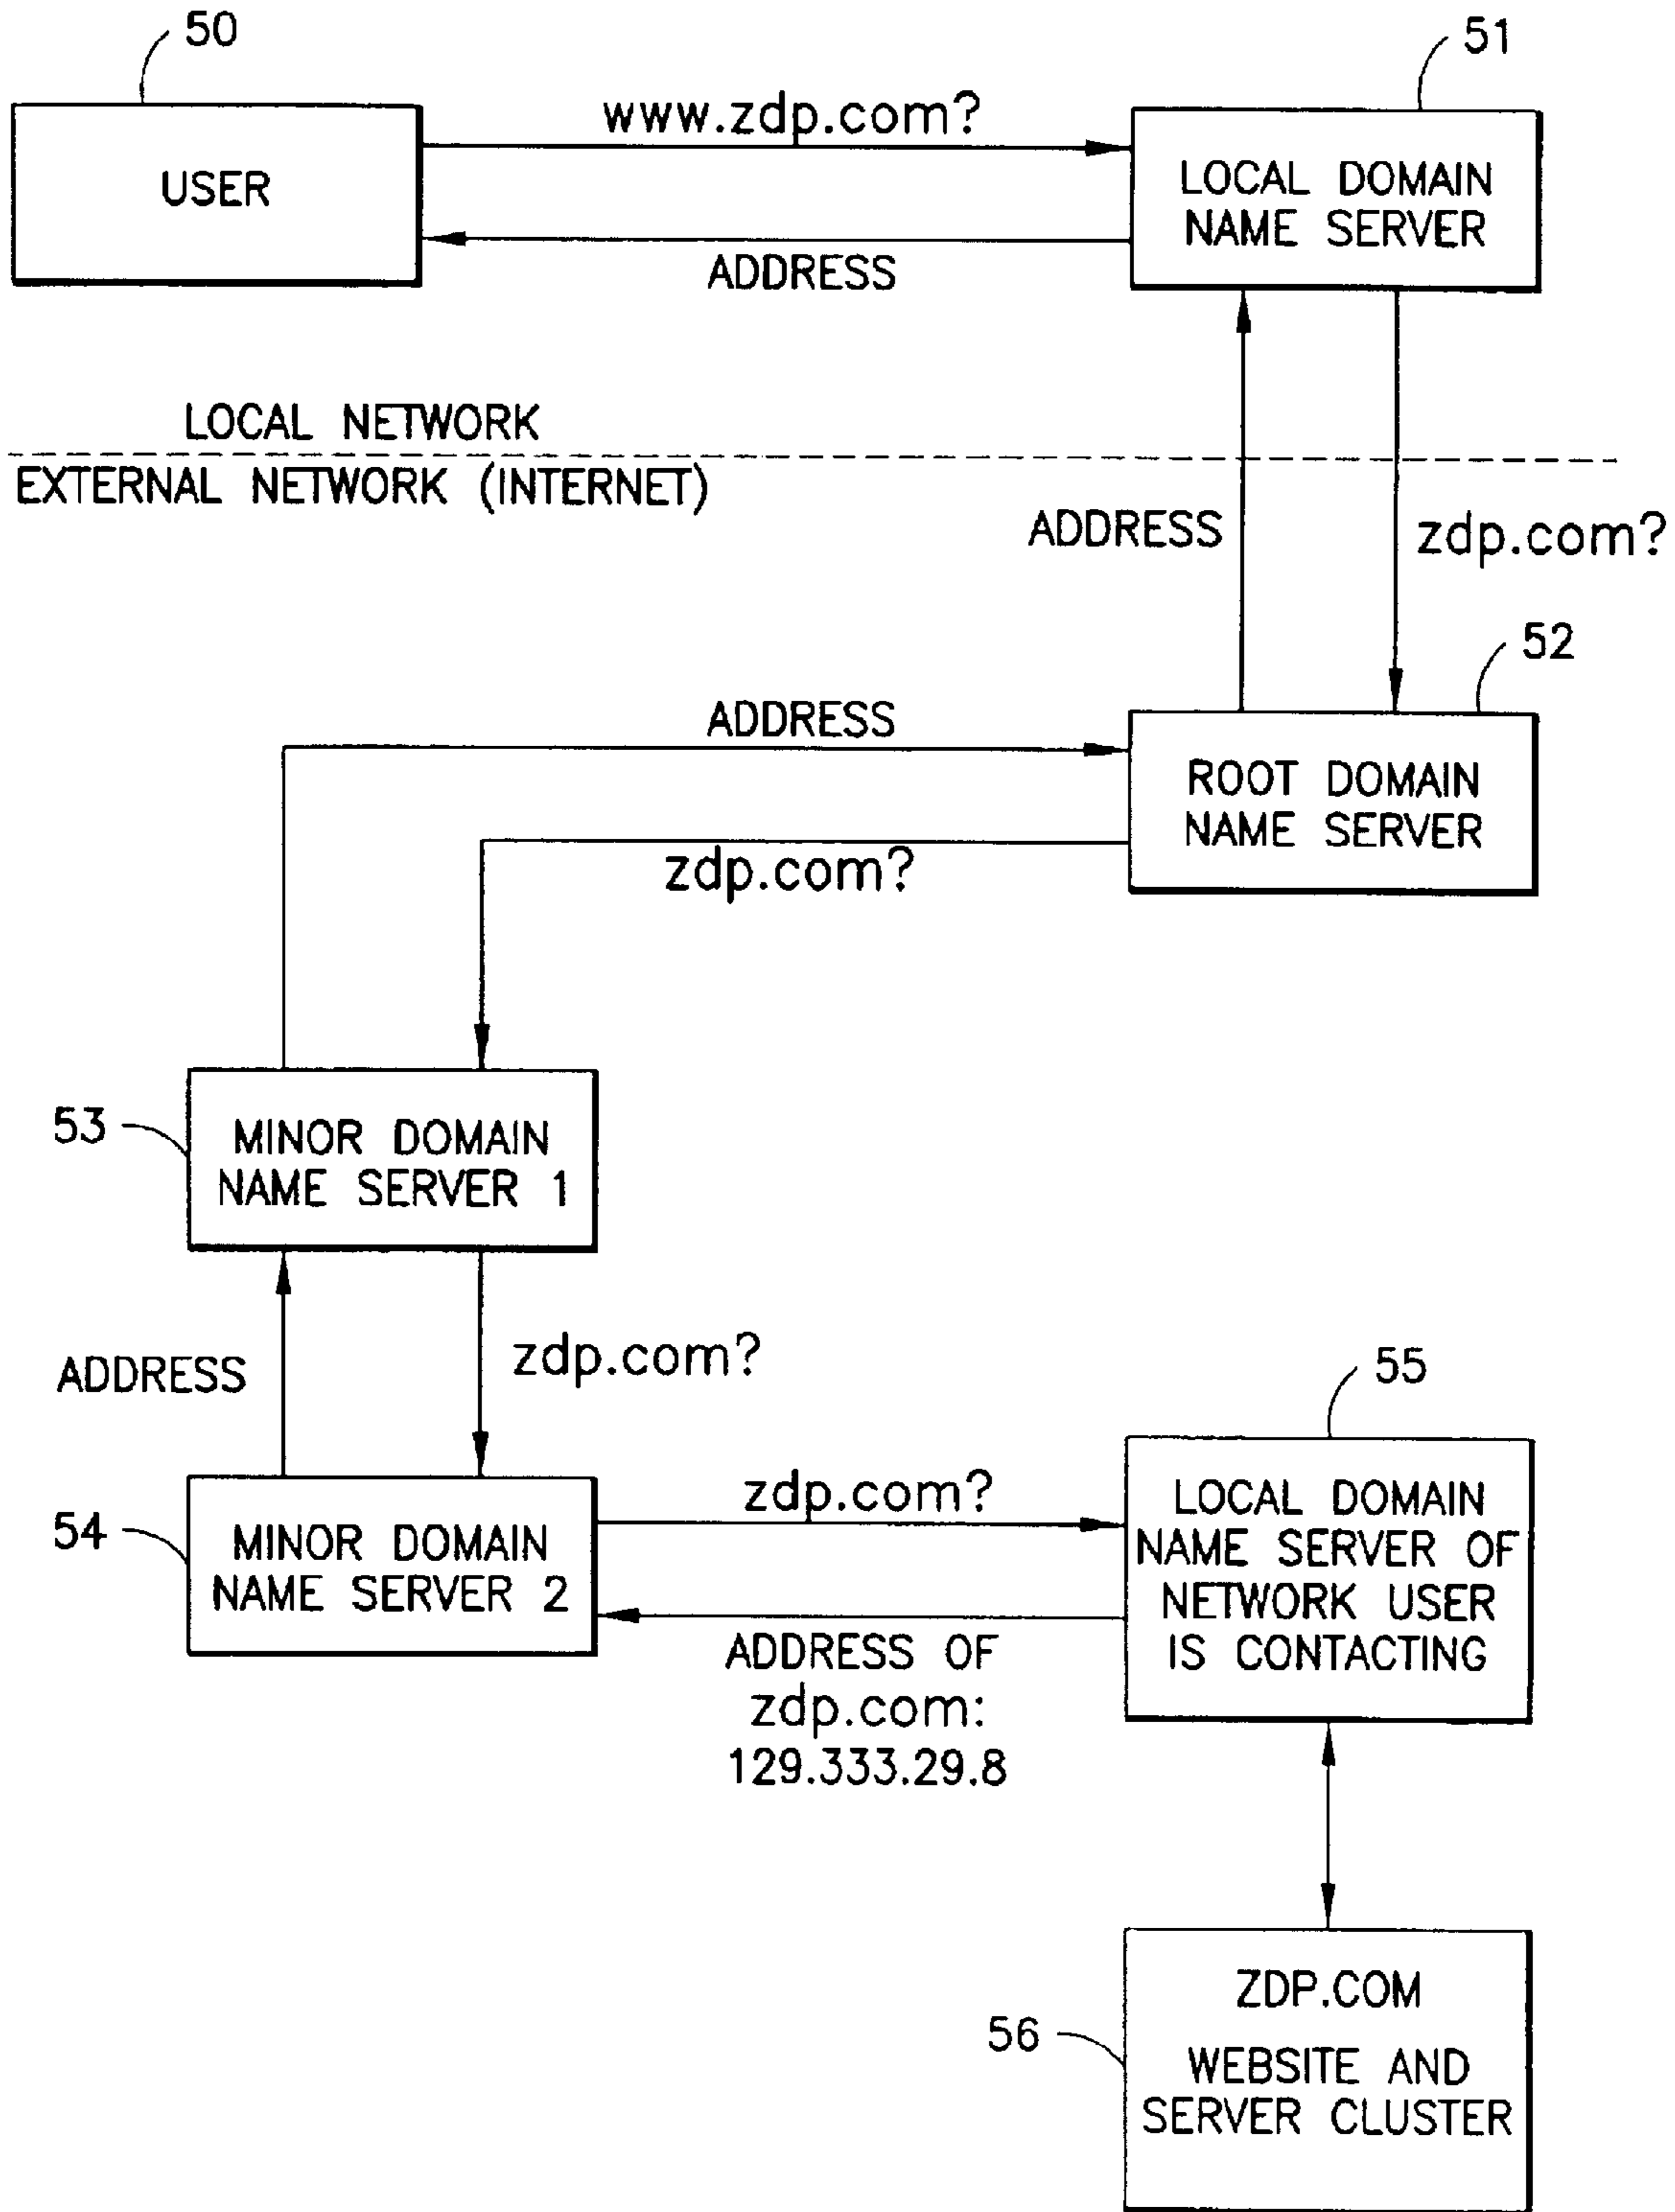 50
51
www.zdp.com?
USER
LOCAL DOMAIN
NAME SERVER
ADDRESS
LOCAL NETWORK
EXTERNAL NETWORK (INTERNET)
ADDRESS
zdp.com?
52
ADDRESS
ROOT DOMAIN
NAME SERVER
zdp.com?
53
MINOR DOMAIN
NAME SERVER 1
ADDRESS
zdp.com?
55
54
MINOR DOMAIN
NAME SERVER 2
zdp.com?
LOCAL DOMAIN
NAME SERVER OF
NETWORK USER
IS CONTACTING
ADDRESS OF
zdp.com:
129.333.29.8
56
ZDP.COM
WEBSITE AND
SERVER CLUSTER